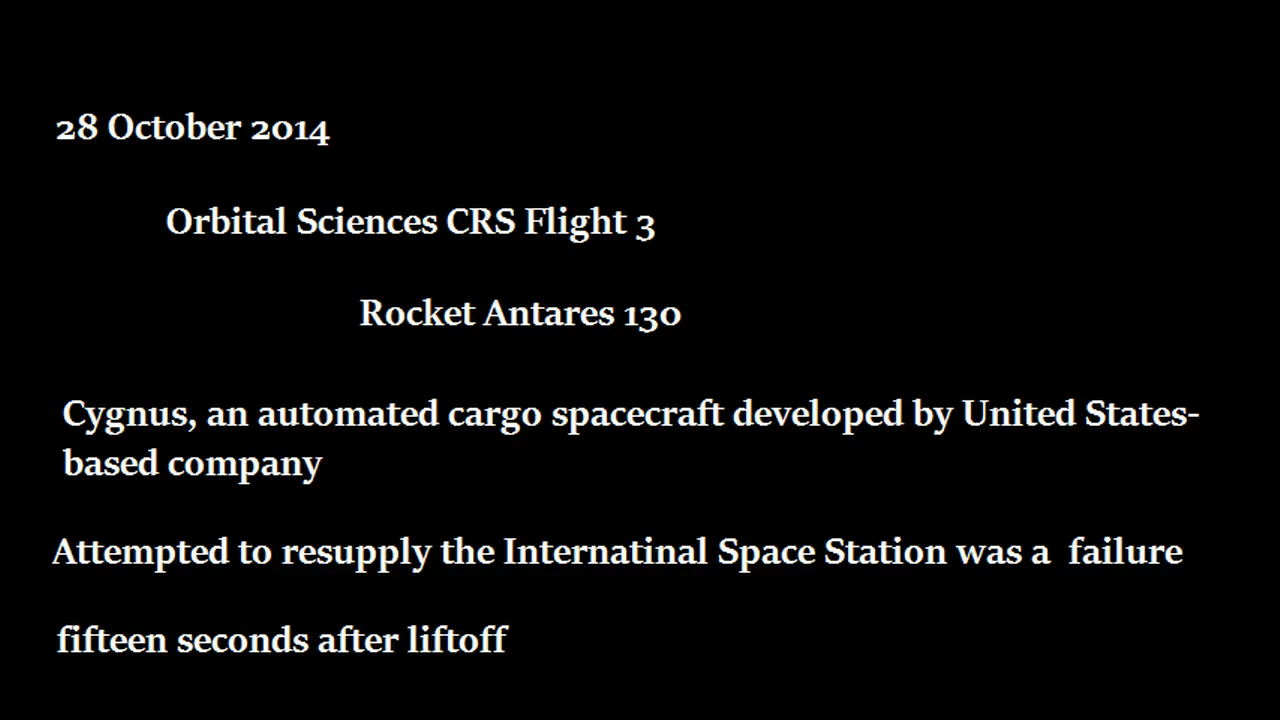 28 October 2014
Orbital Sciences CRS Flight 3
Rocket Antares 130
Cygnus, an automated cargo spacecraft developed by United States-
based company
Attempted to resupply the Internatinal Space Station was a  failure
fifteen seconds after liftoff